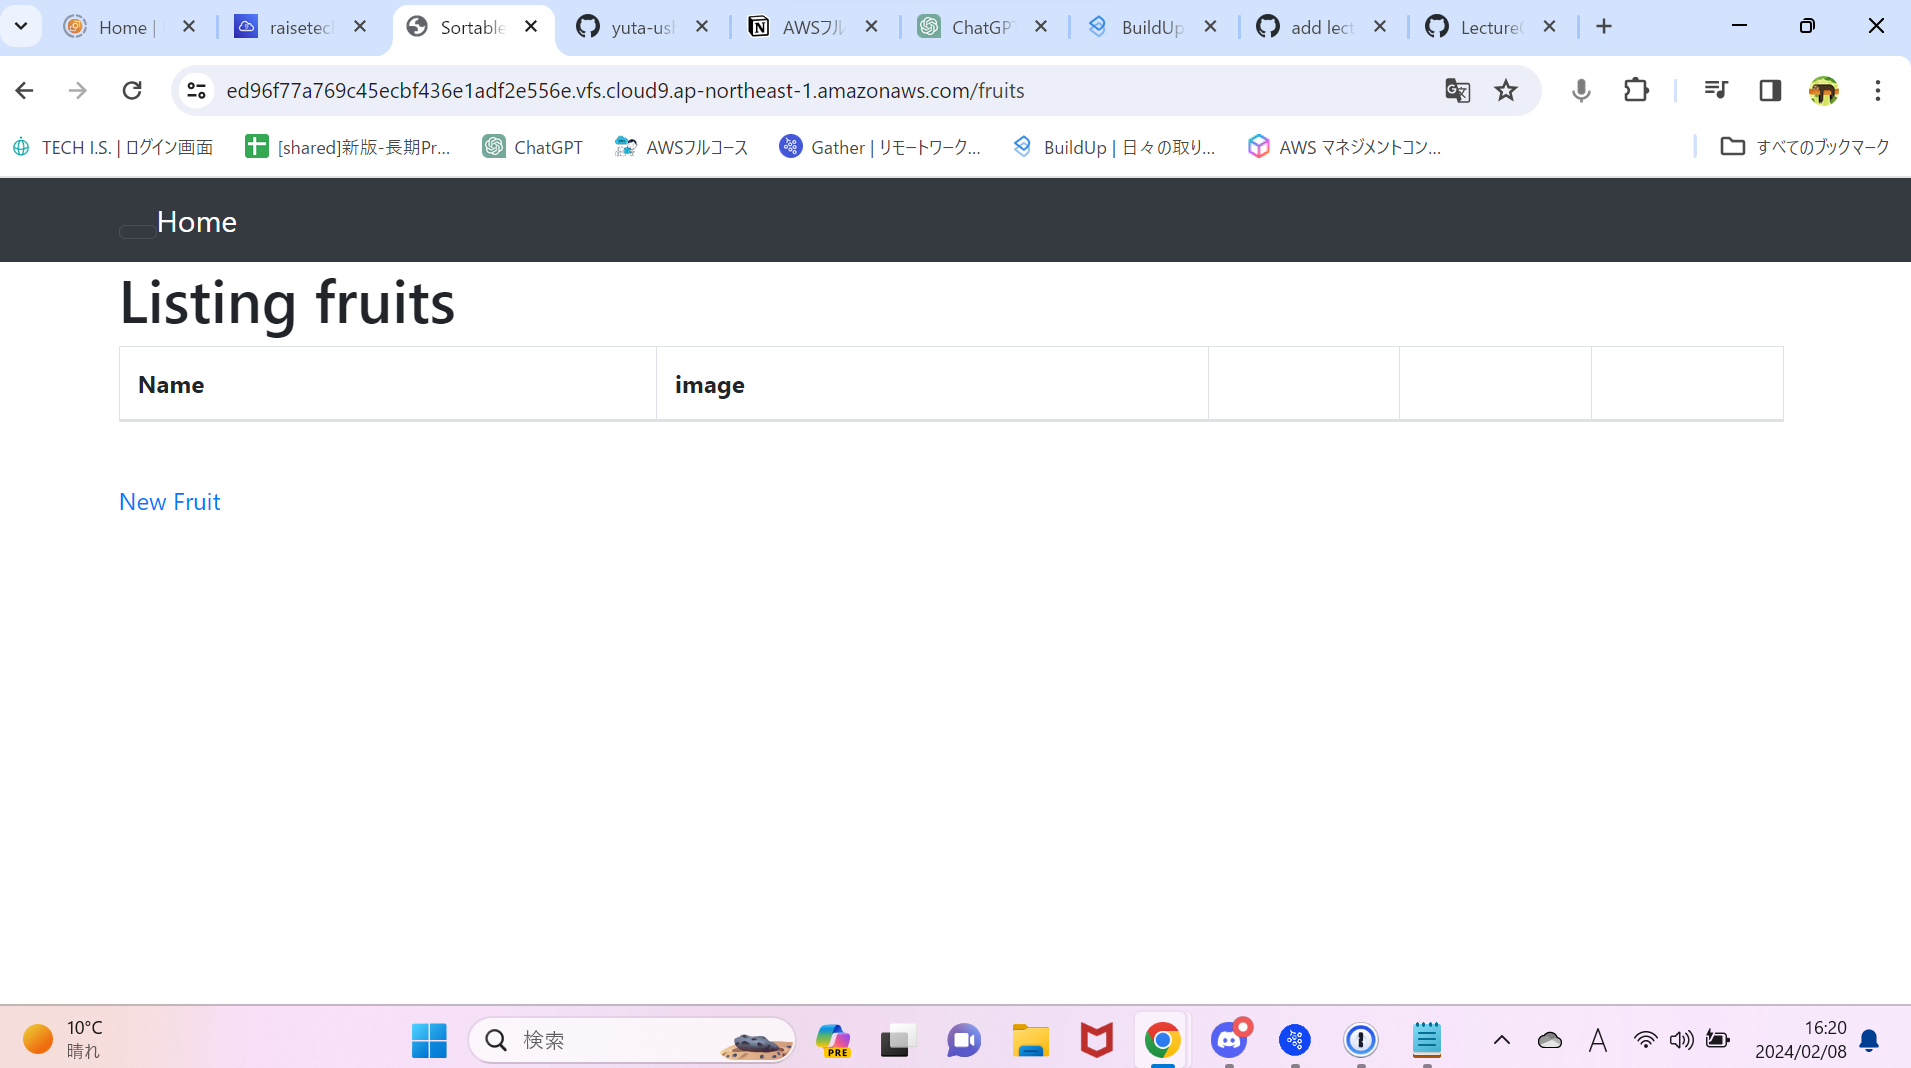 Home |
raisetech
Sortable
yuta-ush
AWSフル
ChatGPT
BuildUp
add lect
Lecture
ed96f77a769c45ecbf436e1adf2e556e.vfs.cloud9.ap-northeast-1.amazonaws.com/fruits
TECH I.S. | ログイン画面
[shared]新版-長期Pr...
ChatGPT
AWSフルコース
Gather | リモートワーク...
BuildUp | 日々の取り...
AWS マネジメントコン...
すべてのブックマーク
Home
Listing fruits
Name
image
New Fruit
10°C
晴れ
検索
PRE
A
16:20
2024/02/08